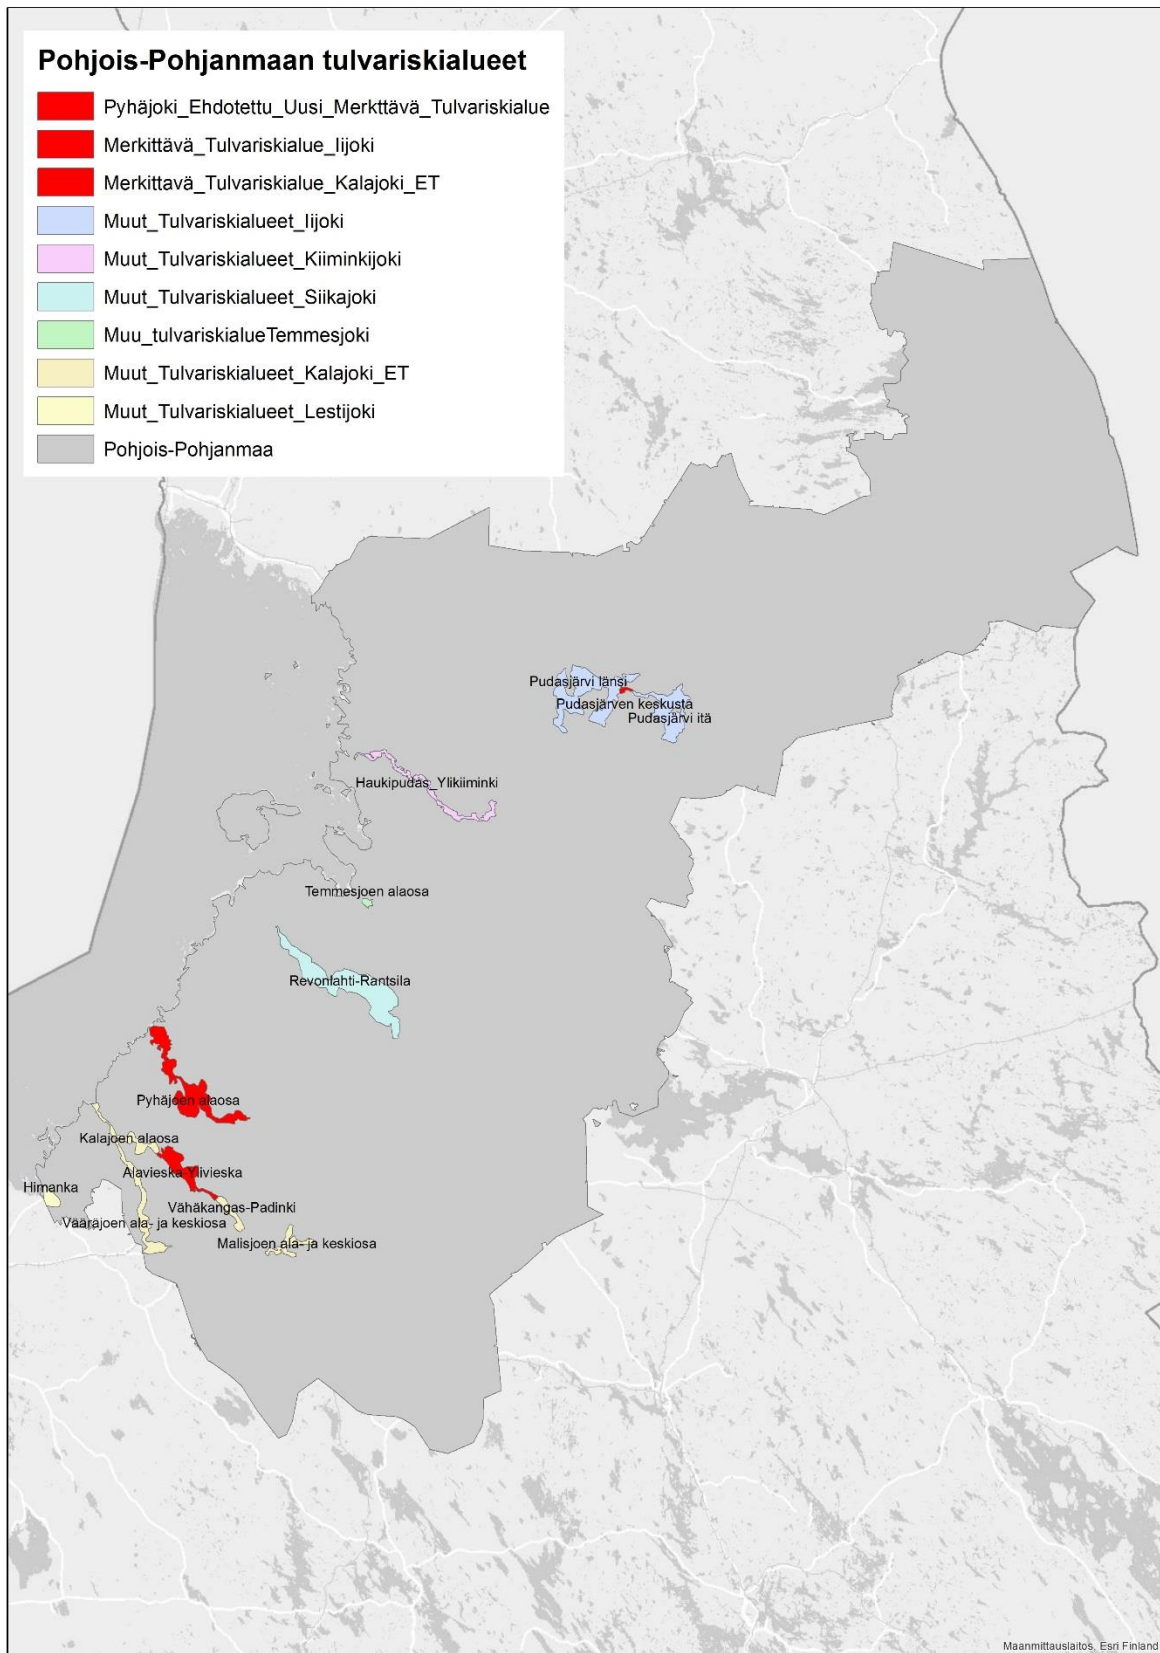 Pohjois-Pohjanmaan tulvariskialueet
Pyhäjoki_Ehdotettu_Uusi_Merkttävä_Tulvariskialue
Merkittävä_Tulvariskialue_Iijoki
Merkittavä_Tulvariskialue_Kalajoki_ET
Muut_Tulvariskialueet_Iijoki
Muut_Tulvariskialueet_Kiiminkijoki
Muut_Tulvariskialueet_Siikajoki
Muu_tulvariskialueTemmesjoki
Muut_Tulvariskialueet_Kalajoki_ET
Muut_Tulvariskialueet_Lestijoki
Pohjois-Pohjanmaa
Pudasjärvi länsi
Pudasjärven keskusta
Pudasjärvi itä
Haukipudas_Ylikiiminki
Temmesjoen alaosa
Revonlahti-Rantsila
Pyhäjoen alaosa
Kalajoen alaosa
Alavieska-Ylivieska
Himanka
Vähäkangas-Padinki
Vääräjoen ala- ja keskiosa
Malisjoen ala- ja keskiosa
Maanmittauslaitos, Esri Finland